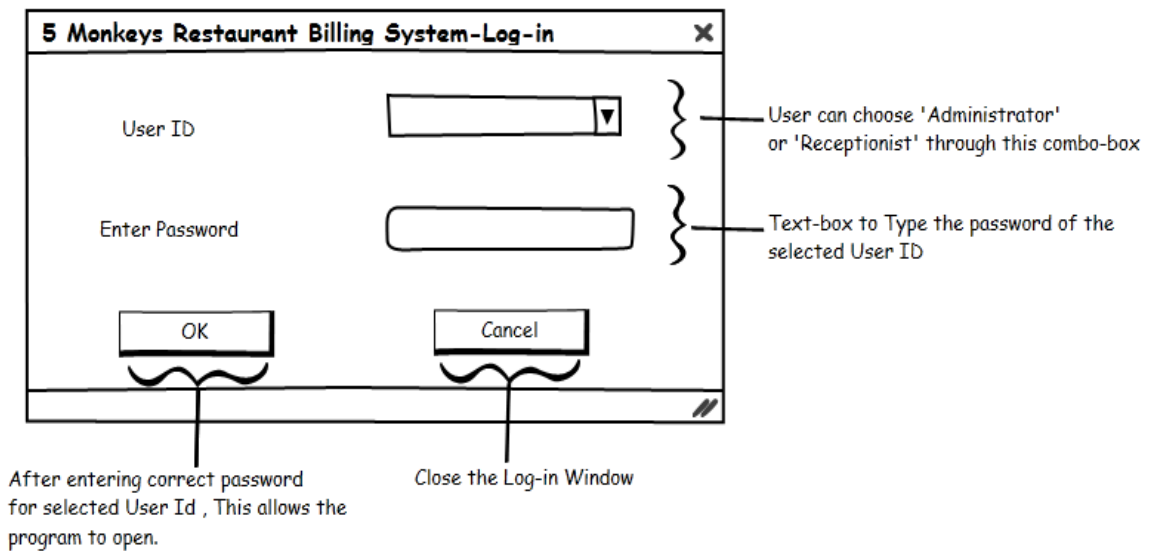 5 Monkeys Restaurant Billing System-Log-in
User ID
User can choose 'Administrator'
or 'Receptionist' through this combo-box
Enter Password
Text-box to Type the password of the
selected User ID
OK
Cancel
After entering correct password
for selected User Id , This allows the
program to open.
Close the Log-in Window